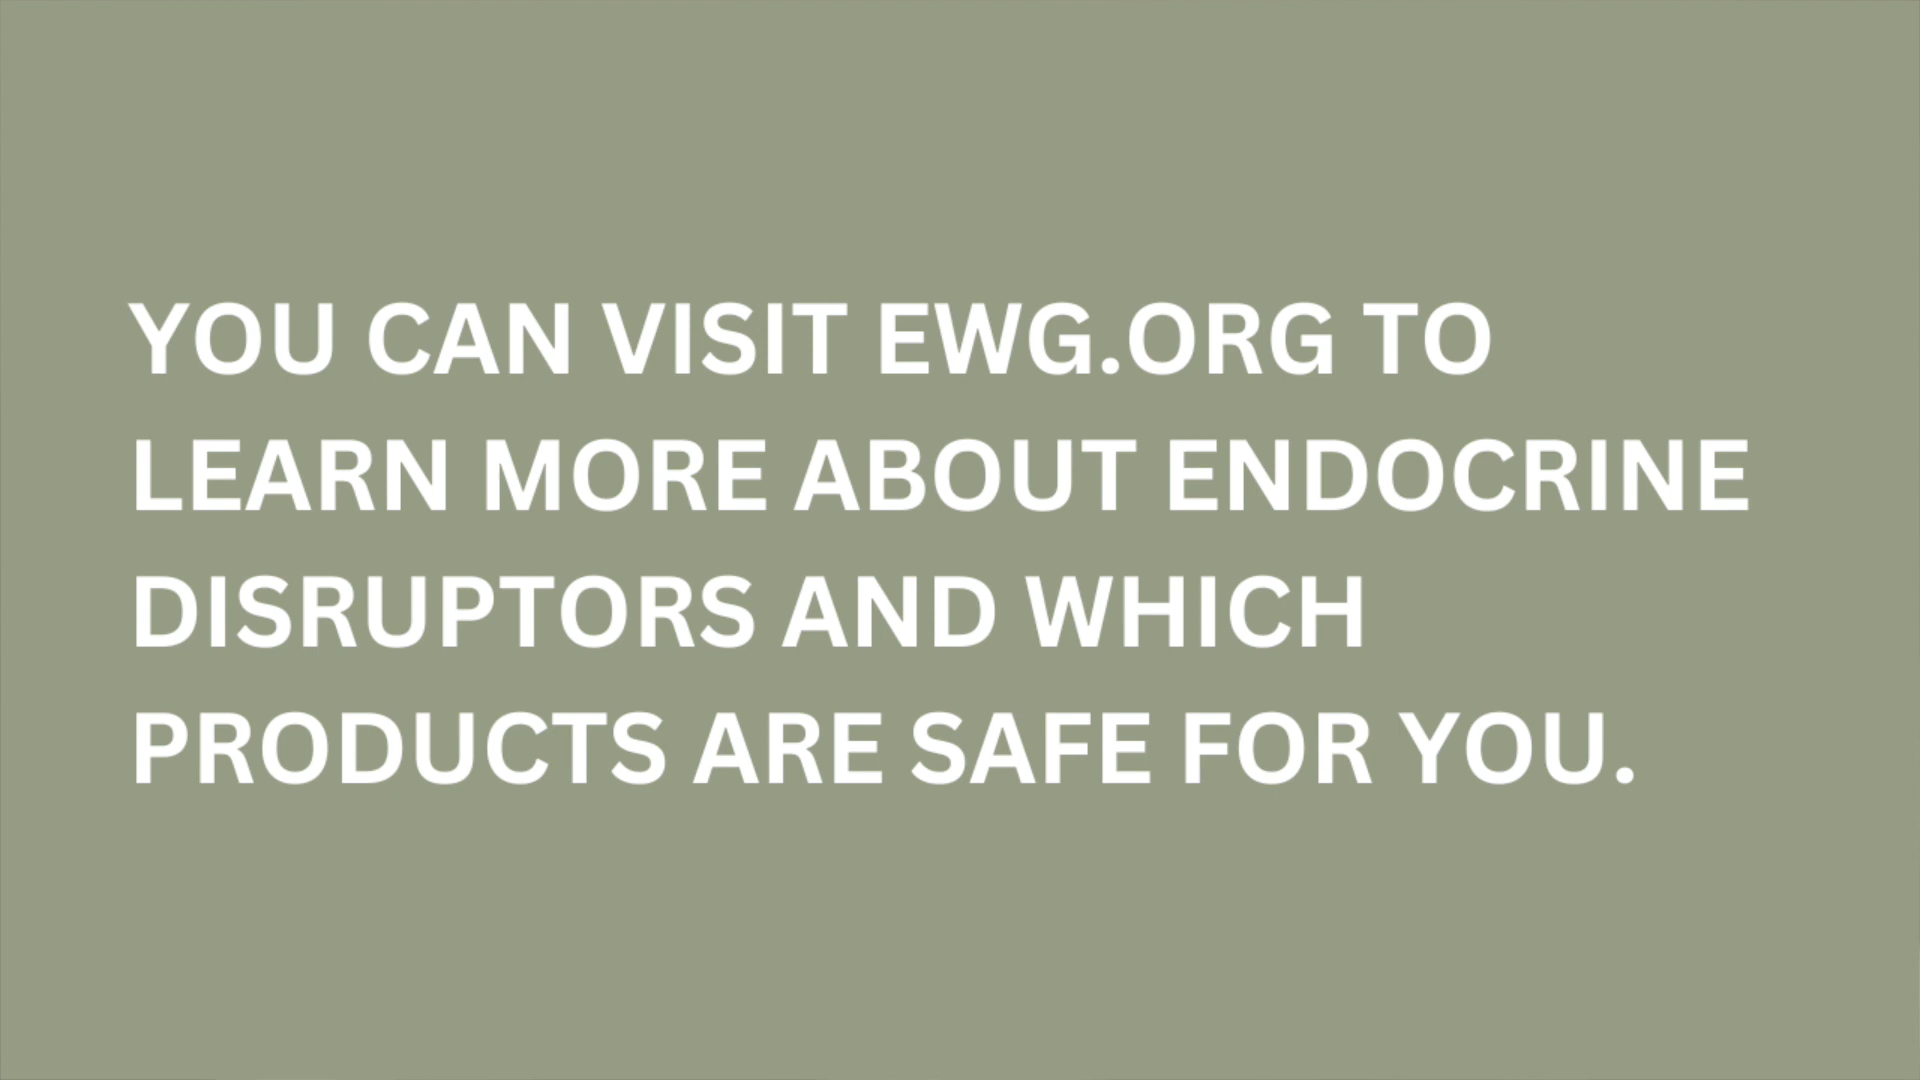 YOU CAN VISIT EWG.ORG TO
LEARN MORE ABOUT ENDOCRINE
DISRUPTORS AND WHICH
PRODUCTS ARE SAFE FOR YOU.